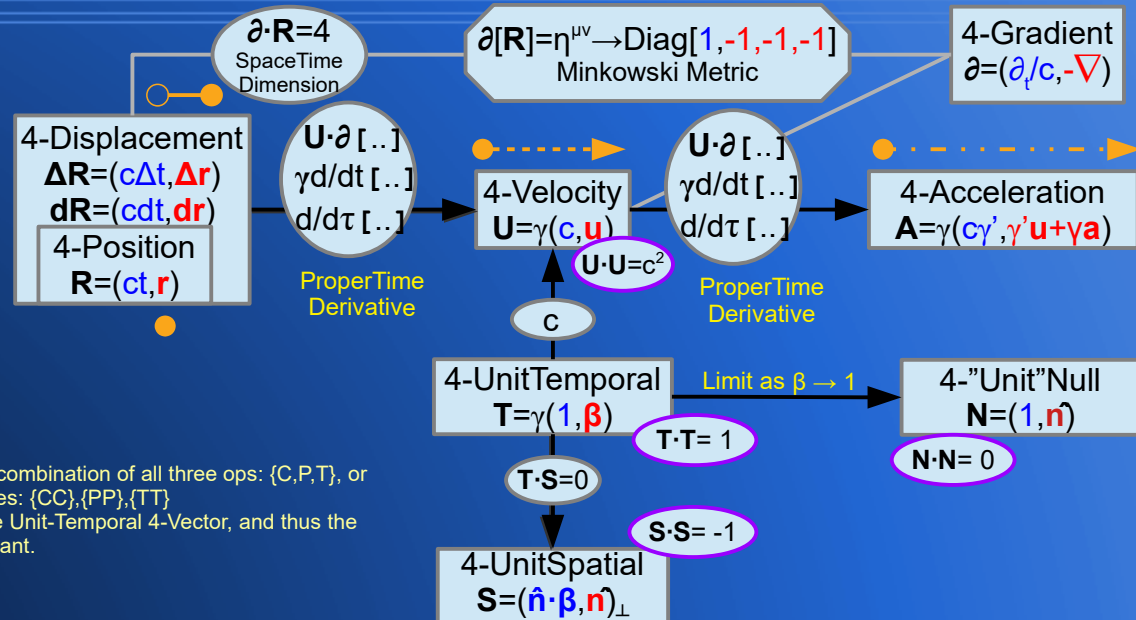 ∂·R=4
SpaceTime
Dimension
∂[R]=η^μν→Diag[1,-1,-1,-1]
Minkowski Metric
4-Gradient
∂=(∂_t/c,-∇)
4-Displacement
ΔR=(cΔt,Δr)
dR=(cdt,dr)
4-Position
R=(ct,r)
U·∂[..]
γd/dt[..]
d/dτ[..]
ProperTime
Derivative
4-Velocity
U=γ(c,u)
U·U=c²
U·∂[..]
γd/dt[..]
d/dτ[..]
ProperTime
Derivative
4-Acceleration
A=γ(cγ’,γ’u+γa)
c
4-UnitTemporal
T=γ(1,β)
T·T= 1
Limit as β → 1
4-”Unit”Null
N=(1,n̂)
N·N= 0
T·S=0
S·S= -1
4-UnitSpatial
S=(n̂·β,n̂)⊥
combination of all three ops: {C,P,T}, or
es: {CC},{PP},{TT}
e Unit-Temporal 4-Vector, and thus the
ant.